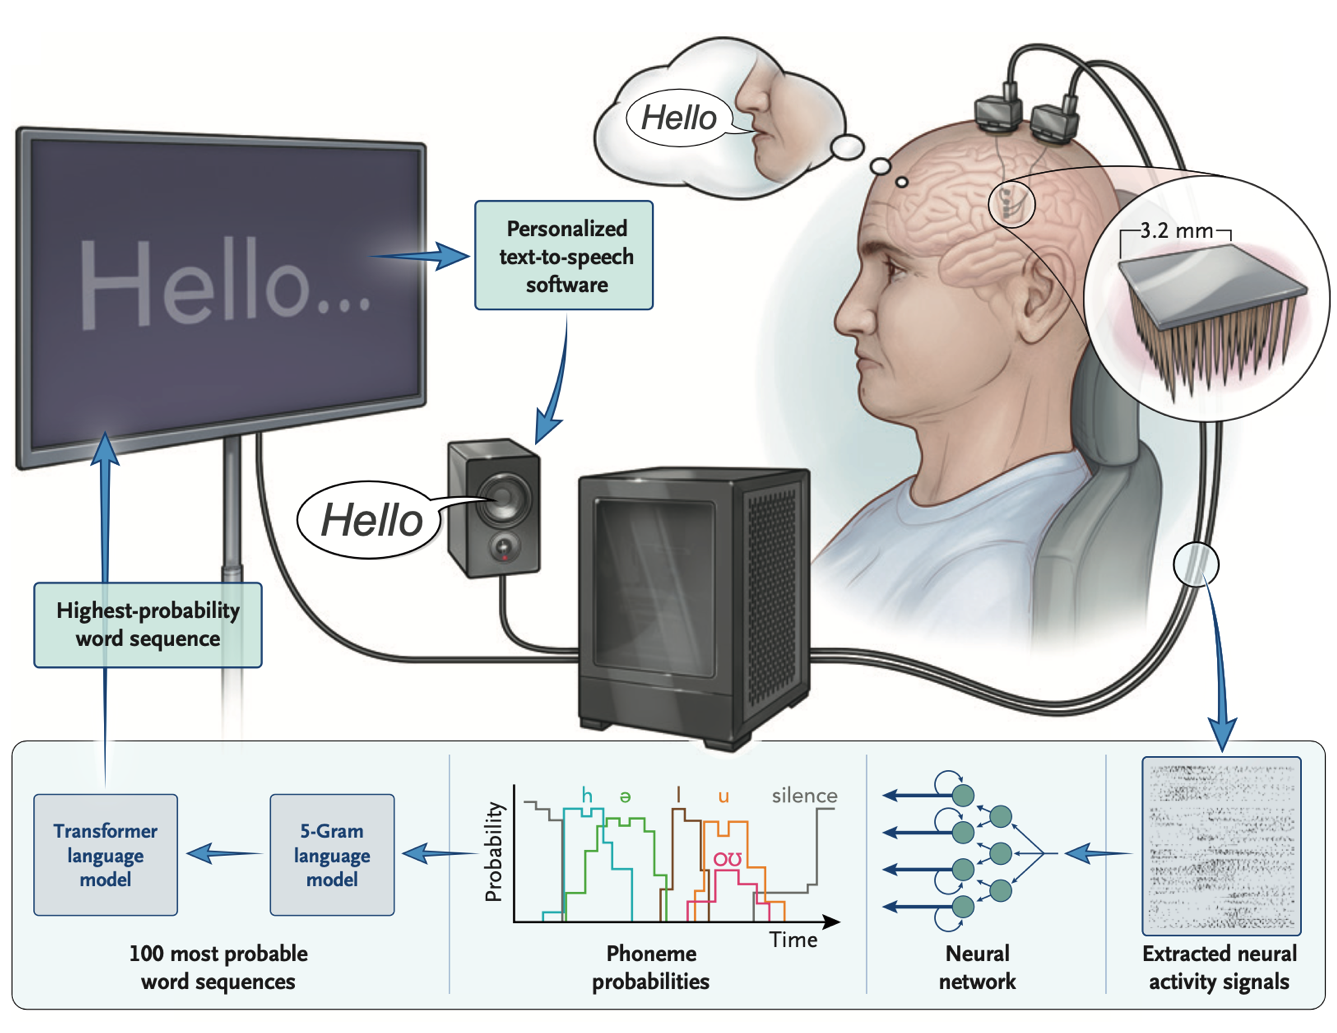 Hello
3.2 mm
Hello...
Personalized
text-to-speech
software
Hello
Highest-probability
word sequence
Transformer
language
model
5-Gram
language
model
100 most probable
word sequences
Probability
h ə l u silence
oʊ
Time
Phoneme
probabilities
Neural
network
Extracted neural
activity signals